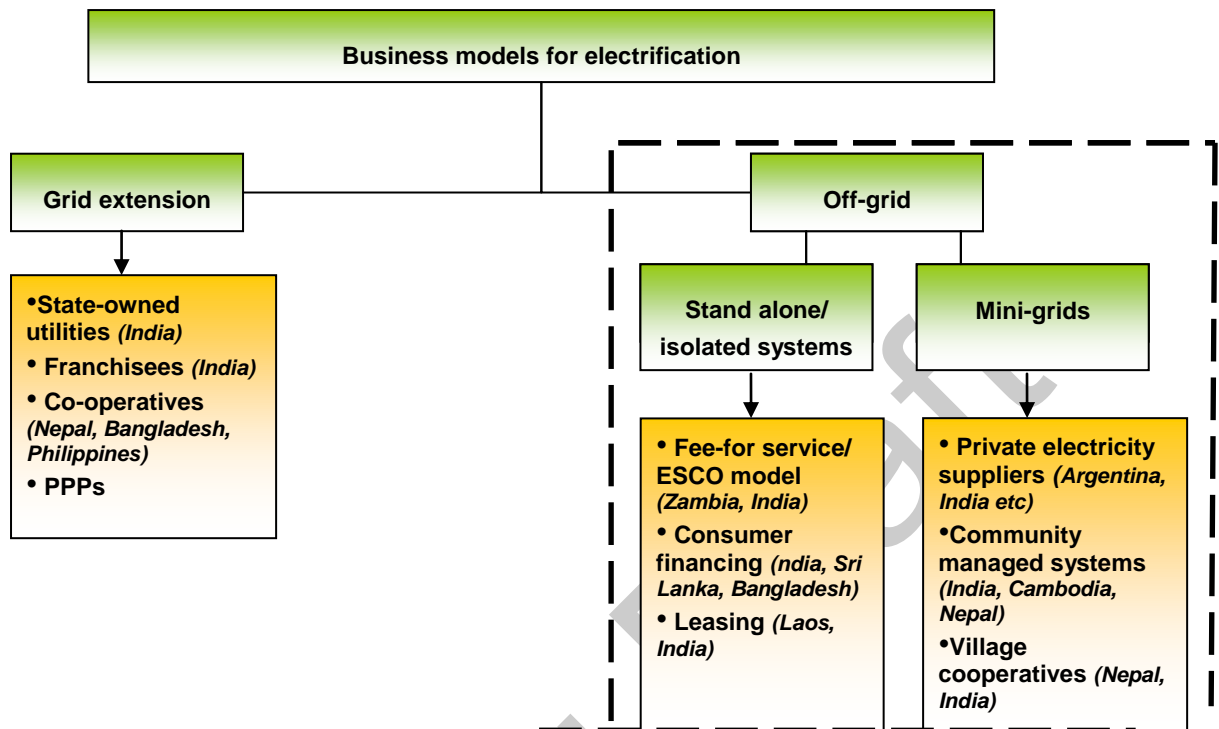 Business models for electrification
Grid extension
•State-owned
utilities (India)
• Franchisees (India)
• Co-operatives
(Nepal, Bangladesh,
Philippines)
• PPPs
Off-grid
Stand alone/
isolated systems
• Fee-for service/
ESCO model
(Zambia, India)
• Consumer
financing (ndia, Sri
Lanka, Bangladesh)
• Leasing (Laos,
India)
Mini-grids
• Private electricity
suppliers (Argentina,
India etc)
•Community
managed systems
(India, Cambodia,
Nepal)
•Village
cooperatives (Nepal,
India)